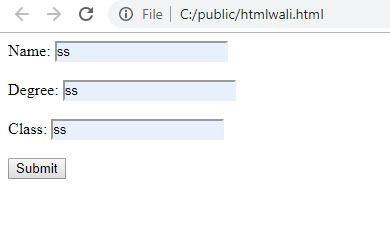 File C:/public/htmlwali.html
Name: ss
Degree: ss
Class: ss
Submit